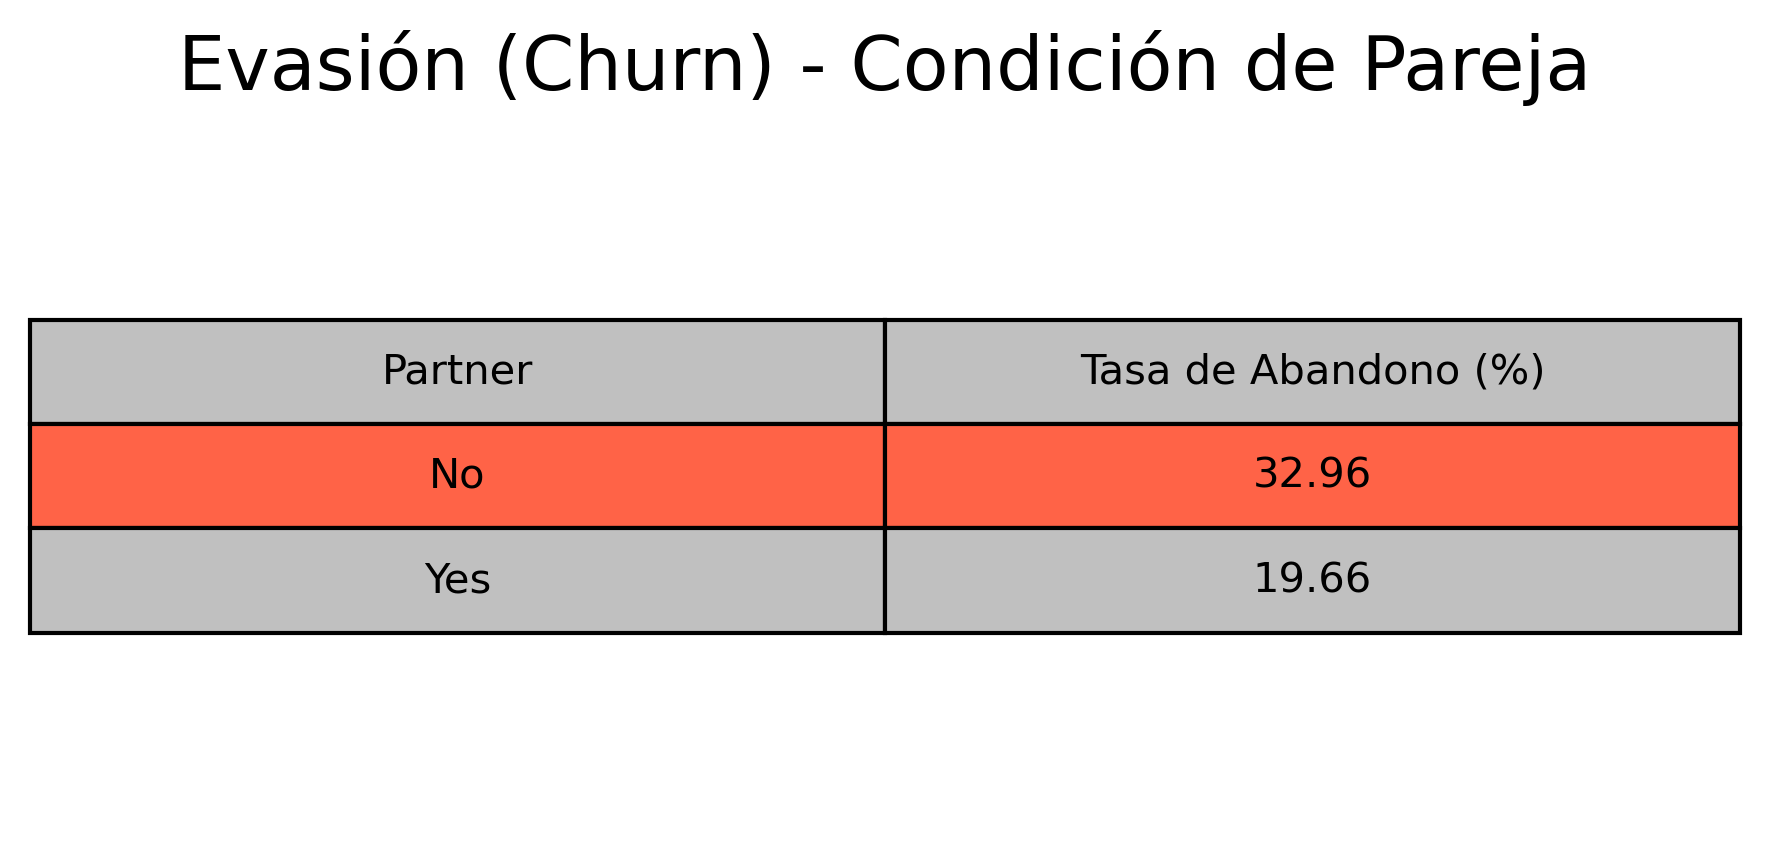 Evasión (Churn) - Condición de Pareja
Partner Tasa de Abandono (%)
No 32.96
Yes 19.66